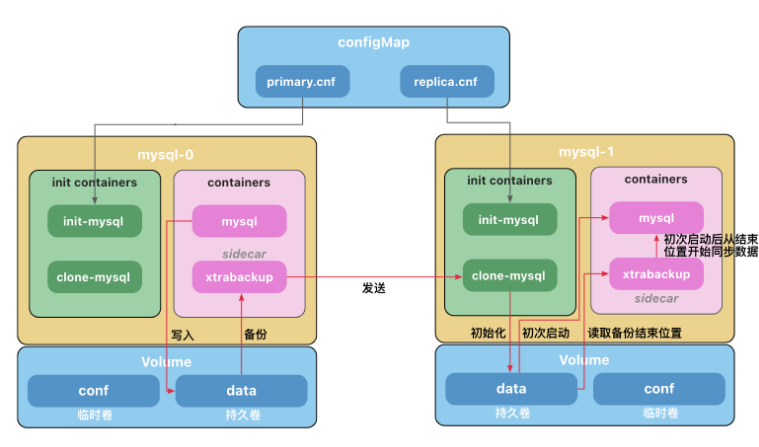 configMap
primary.cnf
replica.cnf
mysql-0
init containers
init-mysql
clone-mysql
containers
mysql
sidecar
xtrabackup
写入
备份
Volume
conf
临时卷
data
持久卷
发送
mysql-1
init containers
init-mysql
clone-mysql
containers
mysql
初次启动后从结束
位置开始同步数据
xtrabackup
sidecar
初始化
初次启动
读取备份结束位置
Volume
data
持久卷
conf
临时卷